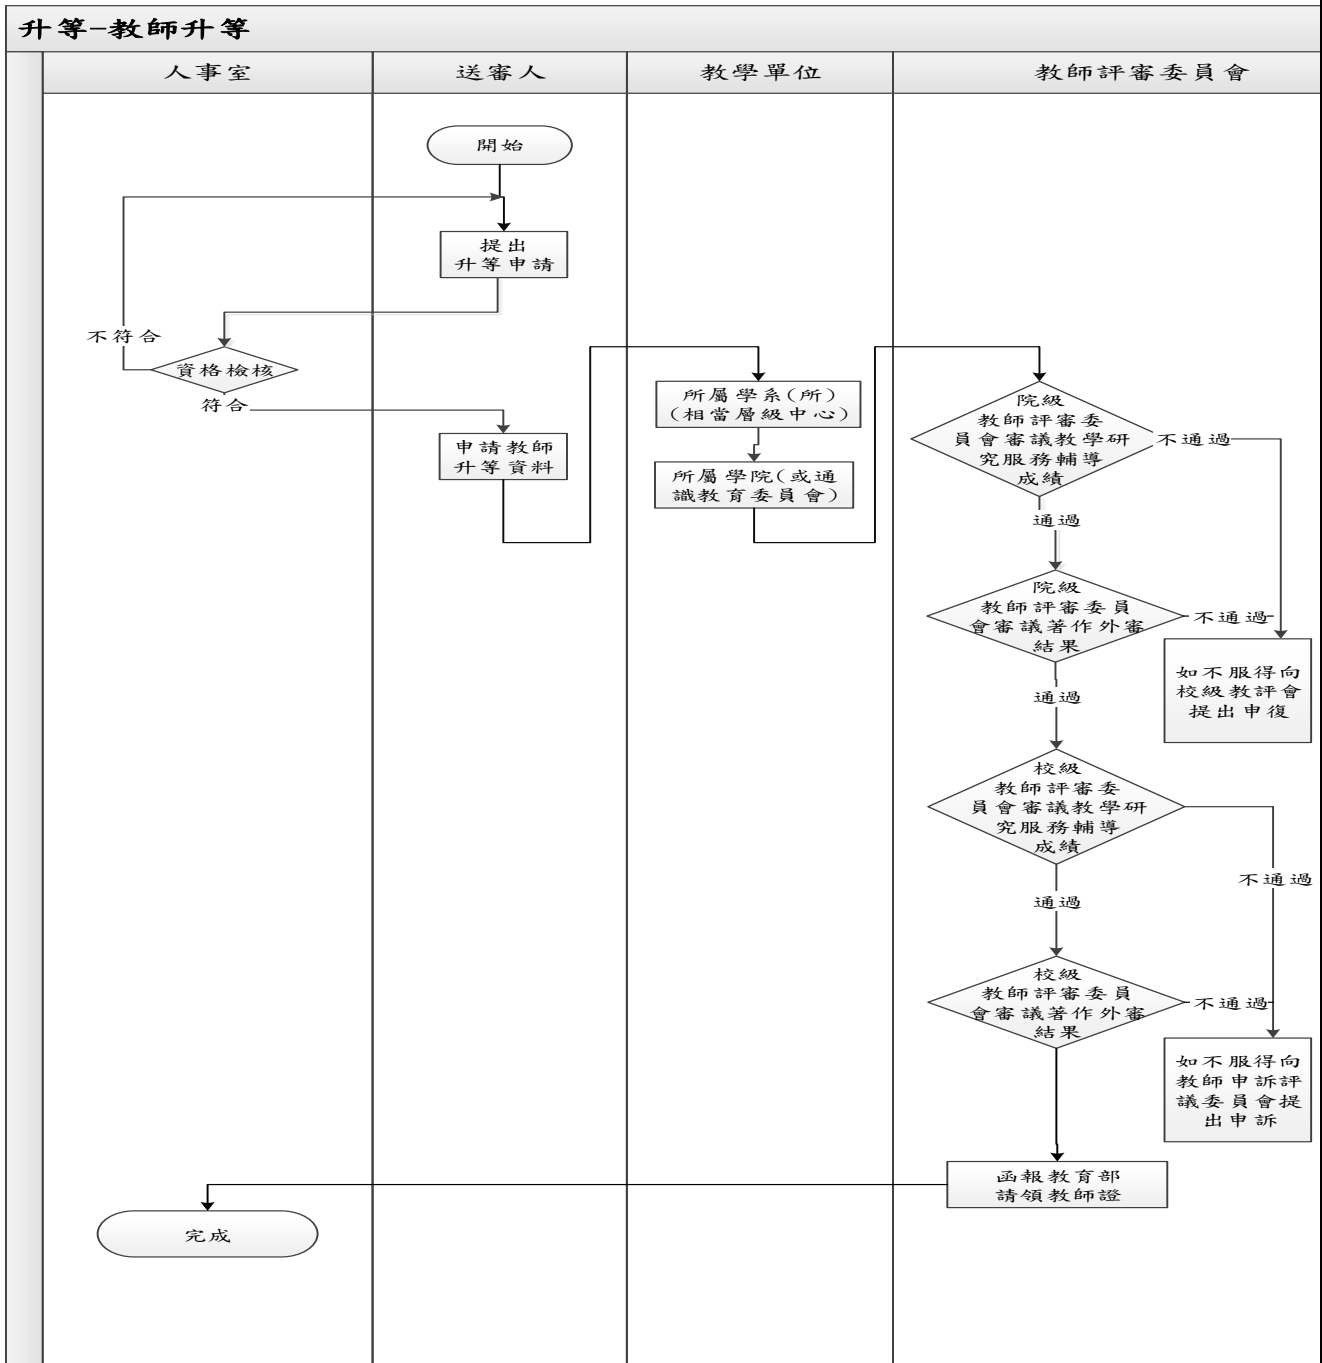 升等-教師升等
人事室
送審人
教學單位
教師評審委員會
開始
提出
升等申請
不符合
資格檢核
符合
申請教師
升等資料
所屬學系(所)
(相當層級中心)
所屬學院(或通
識教育委員會)
院級
教師評審委
員會審議教學研
究服務輔導
成績
不通過
通過
院級
教師評審委員
會審議著作外審
結果
不通過
如不服得向
校級教評會
提出申復
通過
校級
教師評審委
員會審議教學研
究服務輔導
成績
不通過
通過
校級
教師評審委員
會審議著作外審
結果
不通過
如不服得向
教師申訴評
議委員會提
出申訴
函報教育部
請領教師證
完成